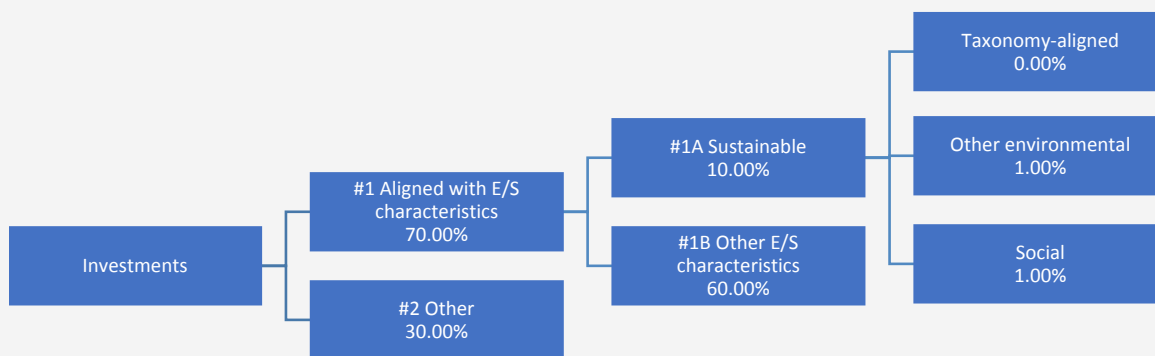 Investments
#1 Aligned with E/S
characteristics
70.00%
#2 Other
30.00%
#1A Sustainable
10.00%
#1B Other E/S
characteristics
60.00%
Taxonomy-aligned
0.00%
Other environmental
1.00%
Social
1.00%